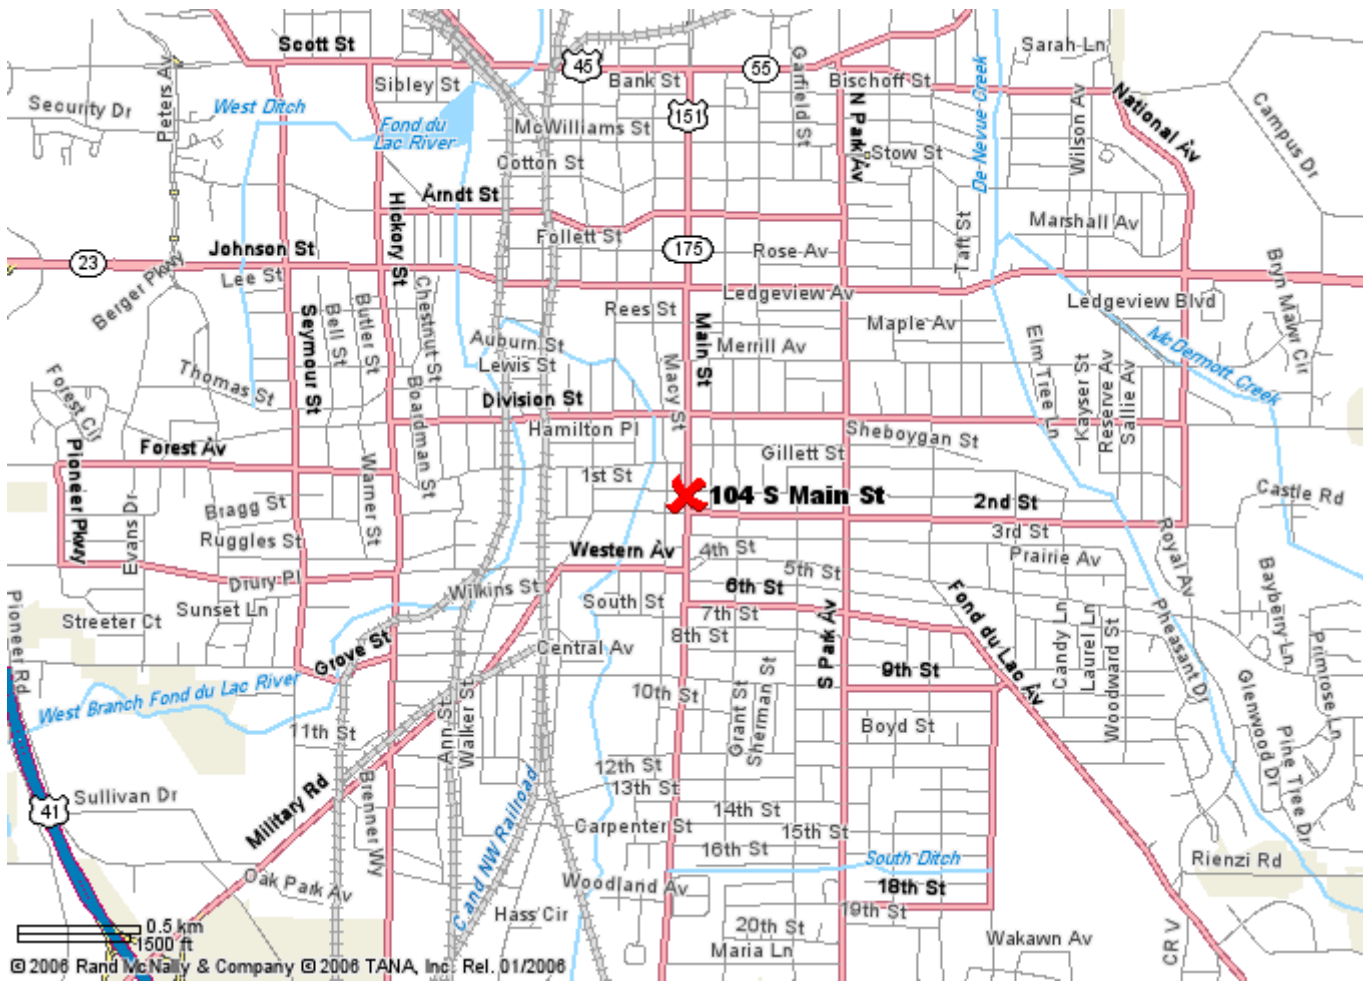 Scott St
Sarah Ln
45
Bank St
55
Garfield St
Bischoff St
Sibley St
Peters Av
Security Dr
West Ditch
Fond du
Lac River
151
McWilliams St
N Park Av
De-Nevue-Creek
Wilson Av
National Av
Campus Dr
Cotton St
Stow St
Arndt St
Hickory St
Marshall Av
Follett St
Taft St
Johnson St
175
Rose Av
23
Berger Pkwy
Lee St
Ledgeview Av
Ledgeview Blvd
Bryn Mawr Cir
Chestnut St
Butler St
Bell St
Seymour St
Rees St
Main St
Maple Av
Auburn St
Merrill Av
Elm Tree Ln
McDermott Creek
Lewis St
Macy St
Thomas St
Forest Cir
Boardman St
Division St
Kayser St
Reserve Av
Sallie Av
Hamilton Pl
Sheboygan St
Forest Av
Gillett St
Pioneer Pkwy
Warner St
1st St
104 S Main St
2nd St
Castle Rd
Bragg St
Evans Dr
3rd St
Ruggles St
Western Av
4th St
Prairie Av
Royal Av
5th St
Drury Pl
Wilkins St
6th St
Bayberry Ln
Pioneer Rd
Sunset Ln
South St
7th St
Fond du Lac Av
Streeter Ct
8th St
Candy Ln
Laurel Ln
Woodward St
Pheasant Dr
Primrose Ln
Grove St
Central Av
S Park Av
9th St
West Branch Fond du Lac River
10th St
Grant St
Sherman St
Glenwood Dr
11th St
Ann St
Walker St
Boyd St
Pine Tree Dr
12th St
41
Sullivan Dr
13th St
Military Rd
Brenner Wy
C and NW Railroad
14th St
Carpenter St
15th St
16th St
South Ditch
Rienzi Rd
Oak Park Av
Woodland Av
18th St
Hass Cir
19th St
0.5 km
20th St
CR V
1500 ft
Maria Ln
Wakawn Av
© 2006 Rand McNally & Company © 2006 TANA, Inc. Rel. 01/2006